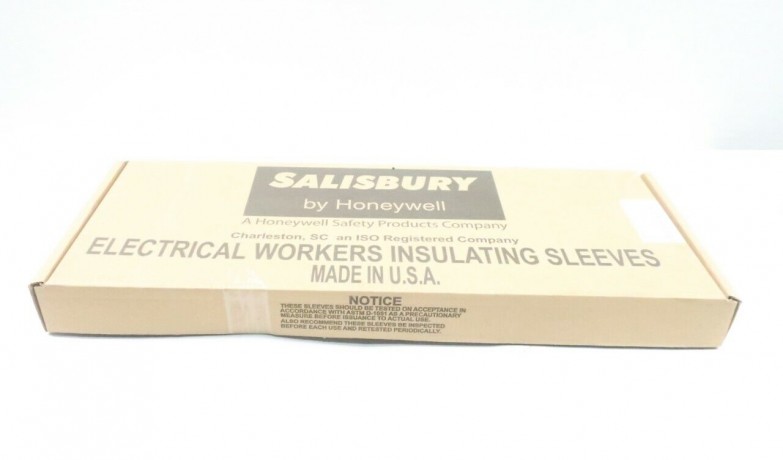 SALISBURY
by Honeywell
A Honeywell Safety Products Company
Charleston, SC an ISO Registered Company
ELECTRICAL WORKERS INSULATING SLEEVES
MADE IN U.S.A.
NOTICE
THESE SLEEVES SHOULD BE TESTED ON ACCEPTANCE IN
ACCORDANCE WITH ASTM D-1051 AS A PRECAUTIONARY
MEASURE BEFORE ISSUANCE TO ACTUAL USE.
ALSO RECOMMEND THESE SLEEVES BE INSPECTED
BEFORE EACH USE AND RETESTED PERIODICALLY.